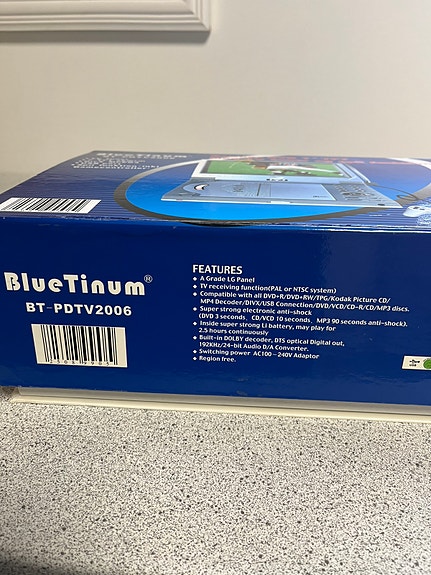 BLUETINUM
BlueTinum®
BT-PDTV2006
FEATURES
A Grade LG Panel
TV receiving function(PAL or NTSC system)
Compatible with all DVD+R/DVD+RW/TPG/Kodak Picture CD/
MP4 Decoder/DIVX/USB Connection/DVD/VCD/CD-R/CD/MP3 discs.
Super strong electronic anti-shock
(DVD 3 seconds、CD/VCD 10 seconds、MP3 90 seconds anti-shock).
Inside super strong Li battery, may play for
2.5 hours continuously
Built-in DOLBY decoder, DTS optical Digital out,
192KHz/24-bit Audio D/A Converter.
Switching power AC100-240V Adaptor
Region free.